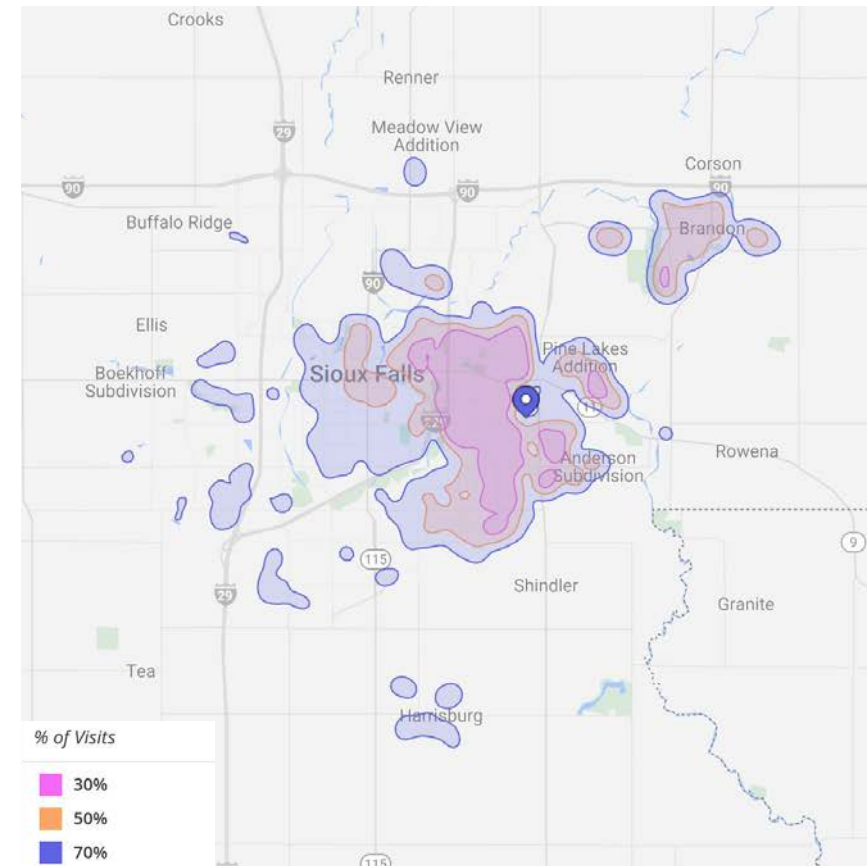 Crooks
Renner
29
Meadow View
Addition
Corson
90
90
90
Buffalo Ridge
Brandon
90
Ellis
Pine Lakes
Addition
Boekhoff
Subdivision
Sioux Falls
11
229
Rowena
Anderson
Subdivision
9
115
Shindler
29
Granite
Tea
Harrisburg
% of Visits
30%
50%
70%
115